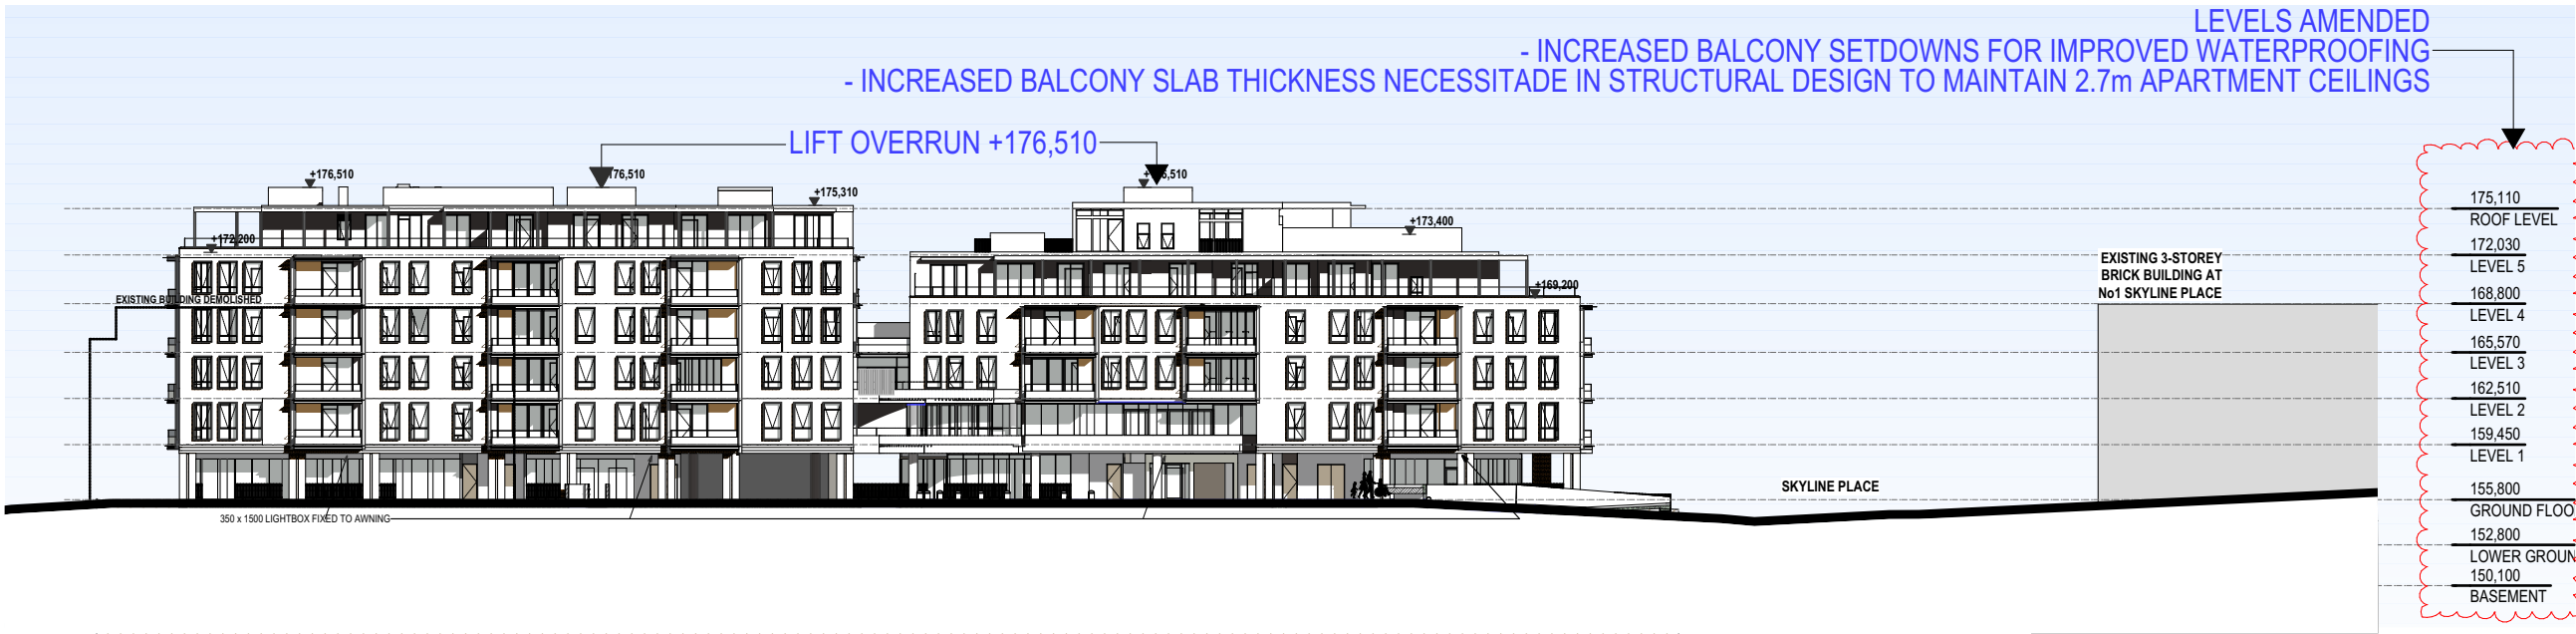 LEVELS AMENDED
- INCREASED BALCONY SETDOWNS FOR IMPROVED WATERPROOFING
- INCREASED BALCONY SLAB THICKNESS NECESSITADE IN STRUCTURAL DESIGN TO MAINTAIN 2.7m APARTMENT CEILINGS
LIFT OVERRUN +176,510
+176,510
76,510
+175,310
5,510
+173,400
+172,200
+169,200
EXISTING BUILDING DEMOLISHED
EXISTING 3-STOREY
BRICK BUILDING AT
No1 SKYLINE PLACE
SKYLINE PLACE
350 x 1500 LIGHTBOX FIXED TO AWNING
175,110
ROOF LEVEL
172,030
LEVEL 5
168,800
LEVEL 4
165,570
LEVEL 3
162,510
LEVEL 2
159,450
LEVEL 1
155,800
GROUND FLOO
152,800
LOWER GROUN
150,100
BASEMENT